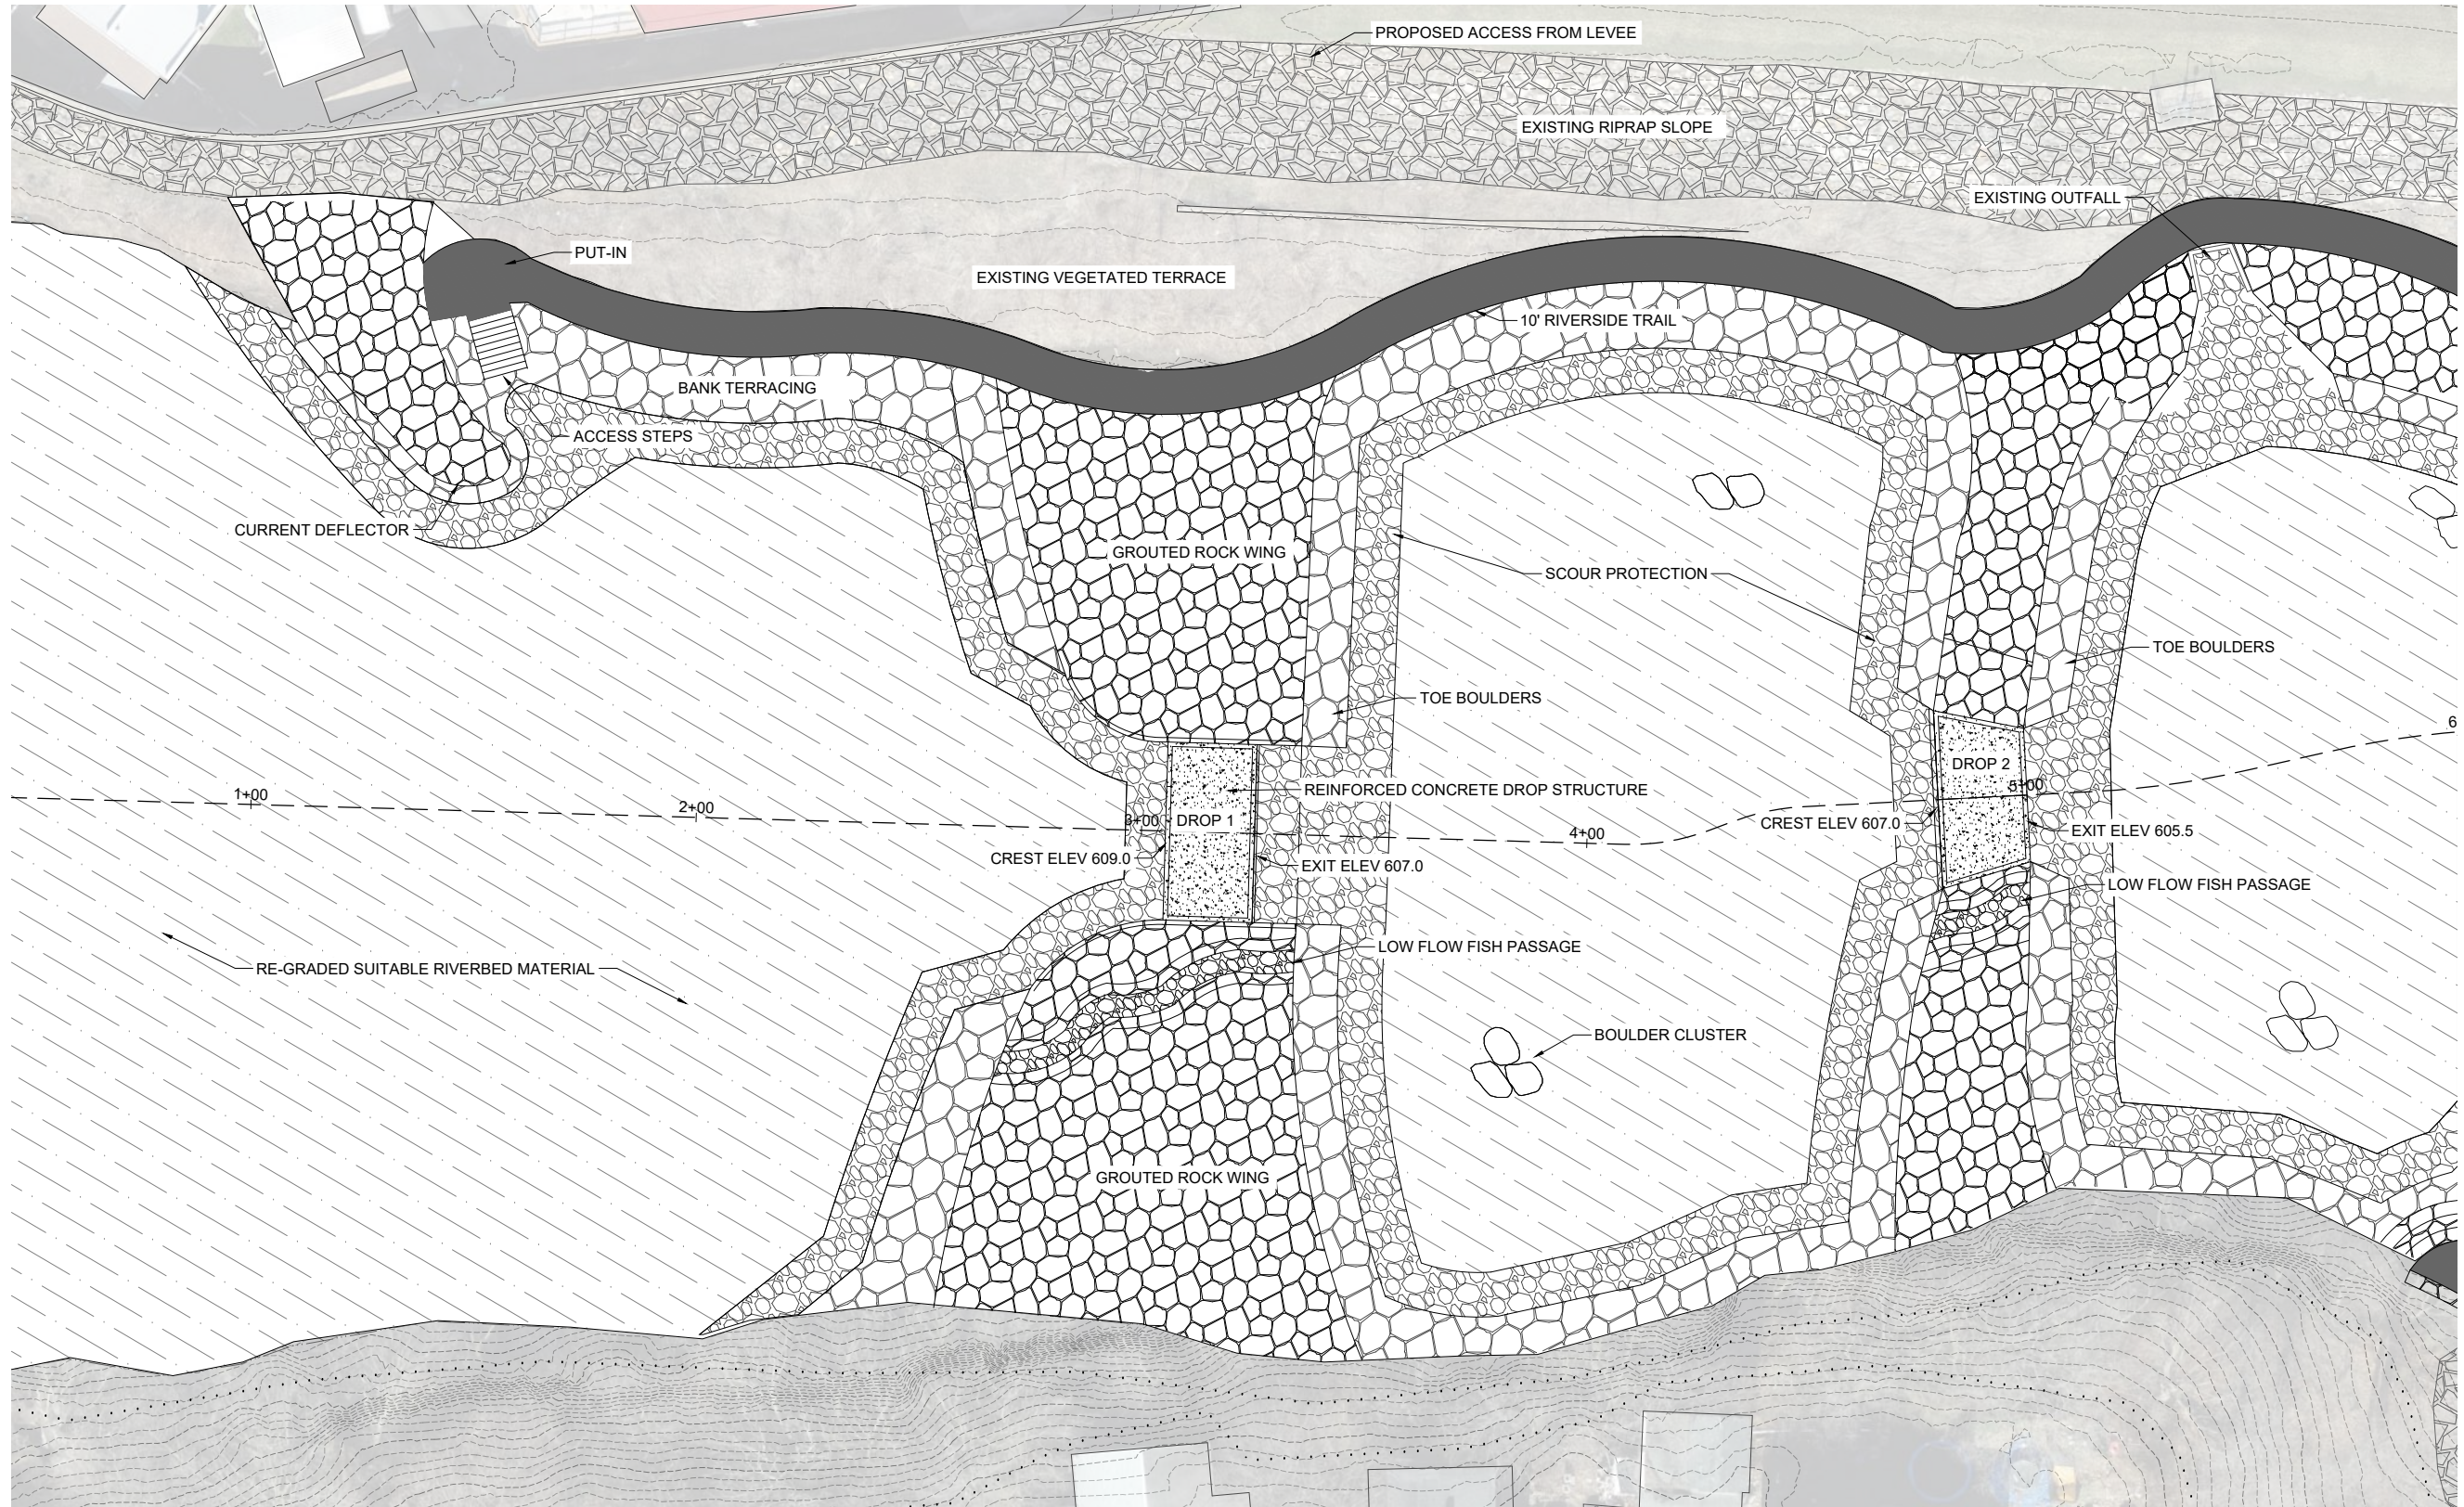 PROPOSED ACCESS FROM LEVEE
EXISTING RIPRAP SLOPE
EXISTING OUTFALL
PUT-IN
EXISTING VEGETATED TERRACE
10' RIVERSIDE TRAIL
BANK TERRACING
ACCESS STEPS
CURRENT DEFLECTOR
GROUTED ROCK WING
SCOUR PROTECTION
TOE BOULDERS
TOE BOULDERS
DROP 2
5+00
REINFORCED CONCRETE DROP STRUCTURE
1+00
2+00
3+00
DROP 1
4+00
CREST ELEV 607.0
EXIT ELEV 605.5
CREST ELEV 609.0
EXIT ELEV 607.0
LOW FLOW FISH PASSAGE
LOW FLOW FISH PASSAGE
RE-GRADED SUITABLE RIVERBED MATERIAL
BOULDER CLUSTER
GROUTED ROCK WING
6